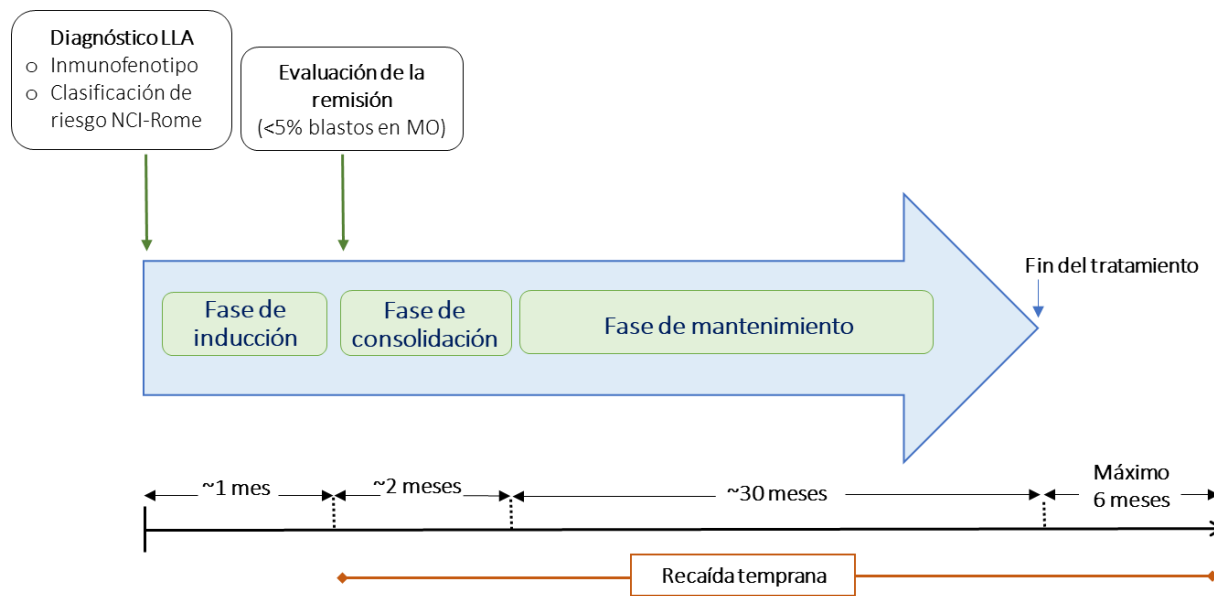 Diagnóstico LLA
o Inmunofenotipo
o Clasificación de
riesgo NCI-Rome
Evaluación de la
remisión
(<5% blastos en MO)
Fase de
inducción
Fase de
consolidación
Fase de mantenimiento
Fin del tratamiento
~1 mes
~2 meses
~30 meses
Máximo
6 meses
Recaída temprana